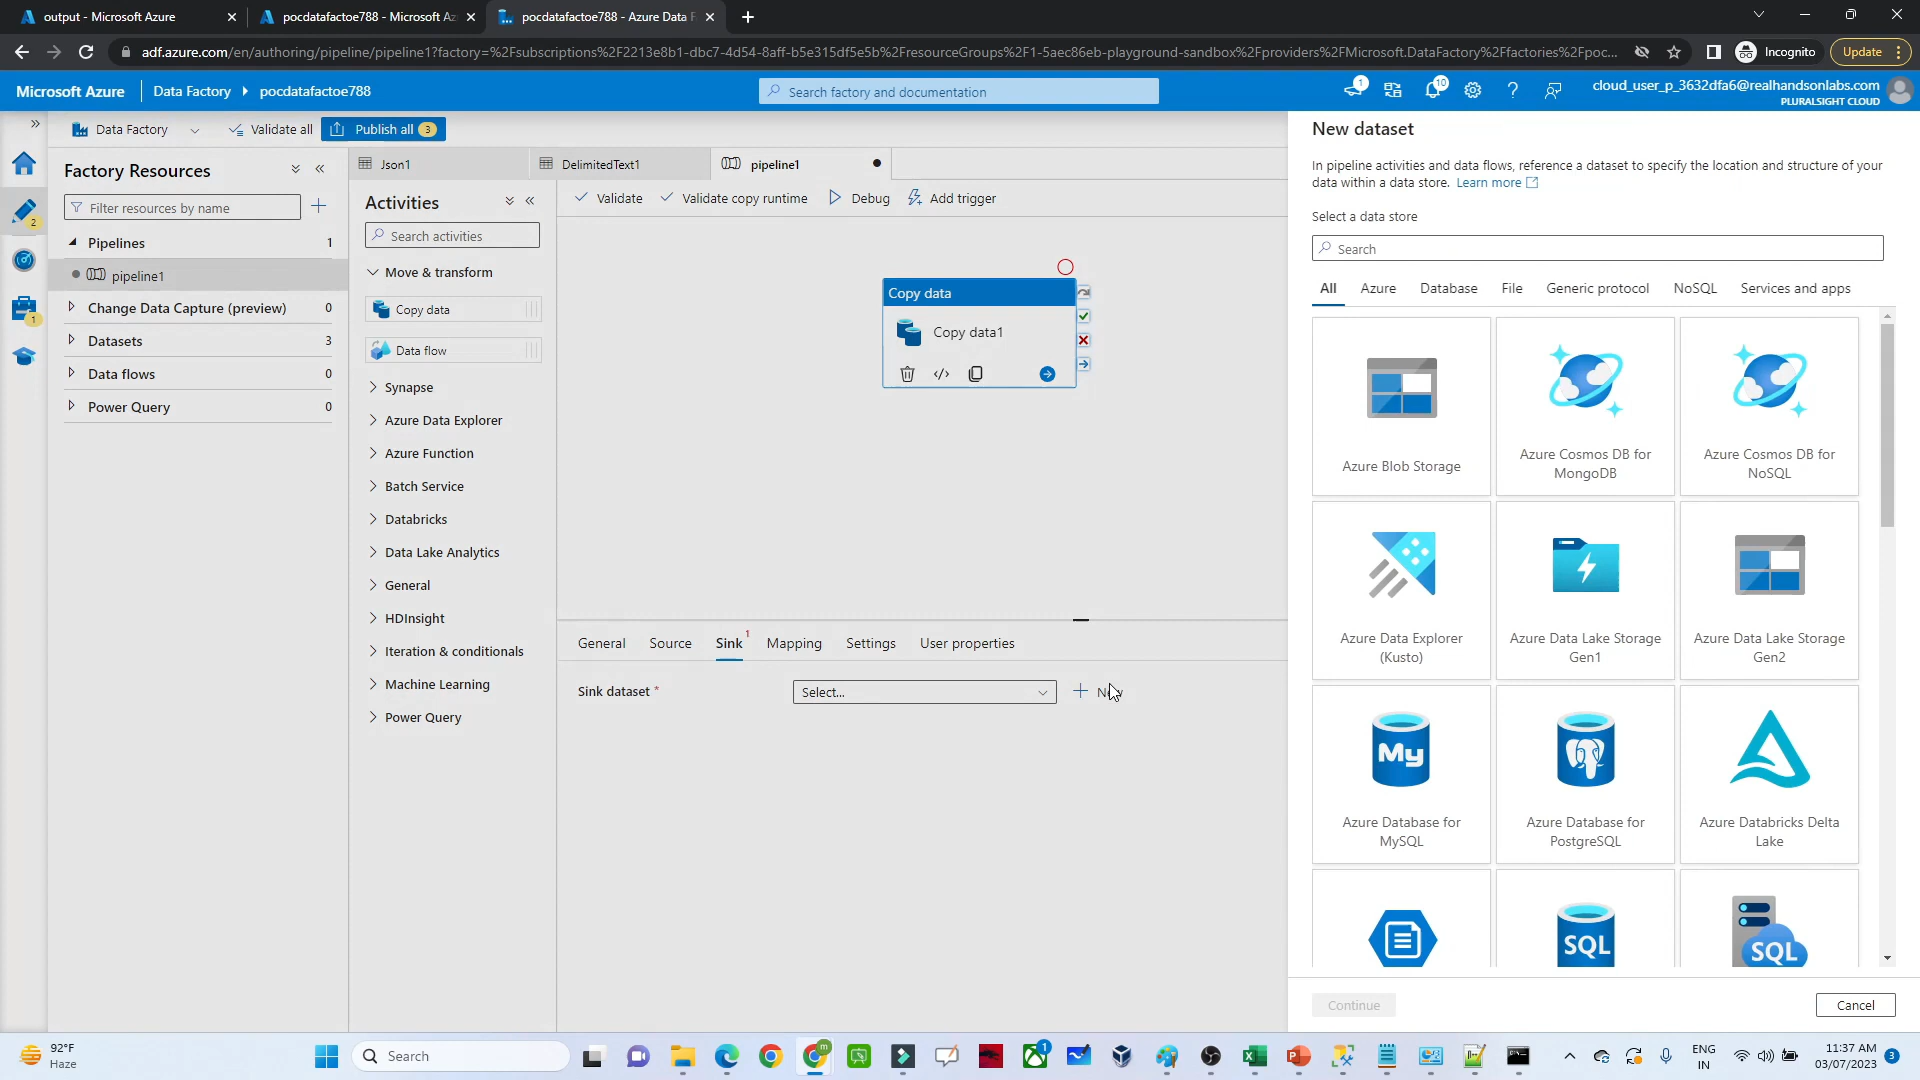 output - Microsoft Azure
pocdatafactoe788 - Microsoft Az
pocdatafactoe788 - Azure Data F
adf.azure.com/en/authoring/pipeline/pipeline1?factory=%2Fsubscriptions%2F2213e8b1-dbc7-4d54-8aff-b5e315df5e5b%2FresourceGroups%2F1-5aec86eb-playground-sandbox%2Fproviders%2FMicrosoft.DataFactory%2Ffactories%2Fpoc...
Incognito
Update
Microsoft Azure
Data Factory
pocdatafactoe788
Search factory and documentation
1
10
cloud_user_p_3632dfa6@realhandsonlabs.com
PLURALSIGHT CLOUD
Data Factory
Validate all
Publish all 3
2
1
Factory Resources
Filter resources by name
Pipelines 1
pipeline1
Change Data Capture (preview) 0
Datasets 3
Data flows 0
Power Query 0
Json1
DelimitedText1
pipeline1
Activities
Search activities
Move & transform
Copy data
Data flow
Synapse
Azure Data Explorer
Azure Function
Batch Service
Databricks
Data Lake Analytics
General
HDInsight
Iteration & conditionals
Machine Learning
Power Query
Validate
Validate copy runtime
Debug
Add trigger
Copy data
Copy data1
General
Source
Sink 1
Mapping
Settings
User properties
Sink dataset *
Select...
New dataset
In pipeline activities and data flows, reference a dataset to specify the location and structure of your
data within a data store. Learn more
Select a data store
Search
All
Azure
Database
File
Generic protocol
NoSQL
Services and apps
Azure Blob Storage
Azure Cosmos DB for
MongoDB
Azure Cosmos DB for
NoSQL
Azure Data Explorer
(Kusto)
Azure Data Lake Storage
Gen1
Azure Data Lake Storage
Gen2
My
Azure Database for
MySQL
Azure Database for
PostgreSQL
Azure Databricks Delta
Lake
SQL
SQL
Continue
Cancel
92°F
Haze
Search
m
1
ENG
IN
11:37 AM
03/07/2023
3